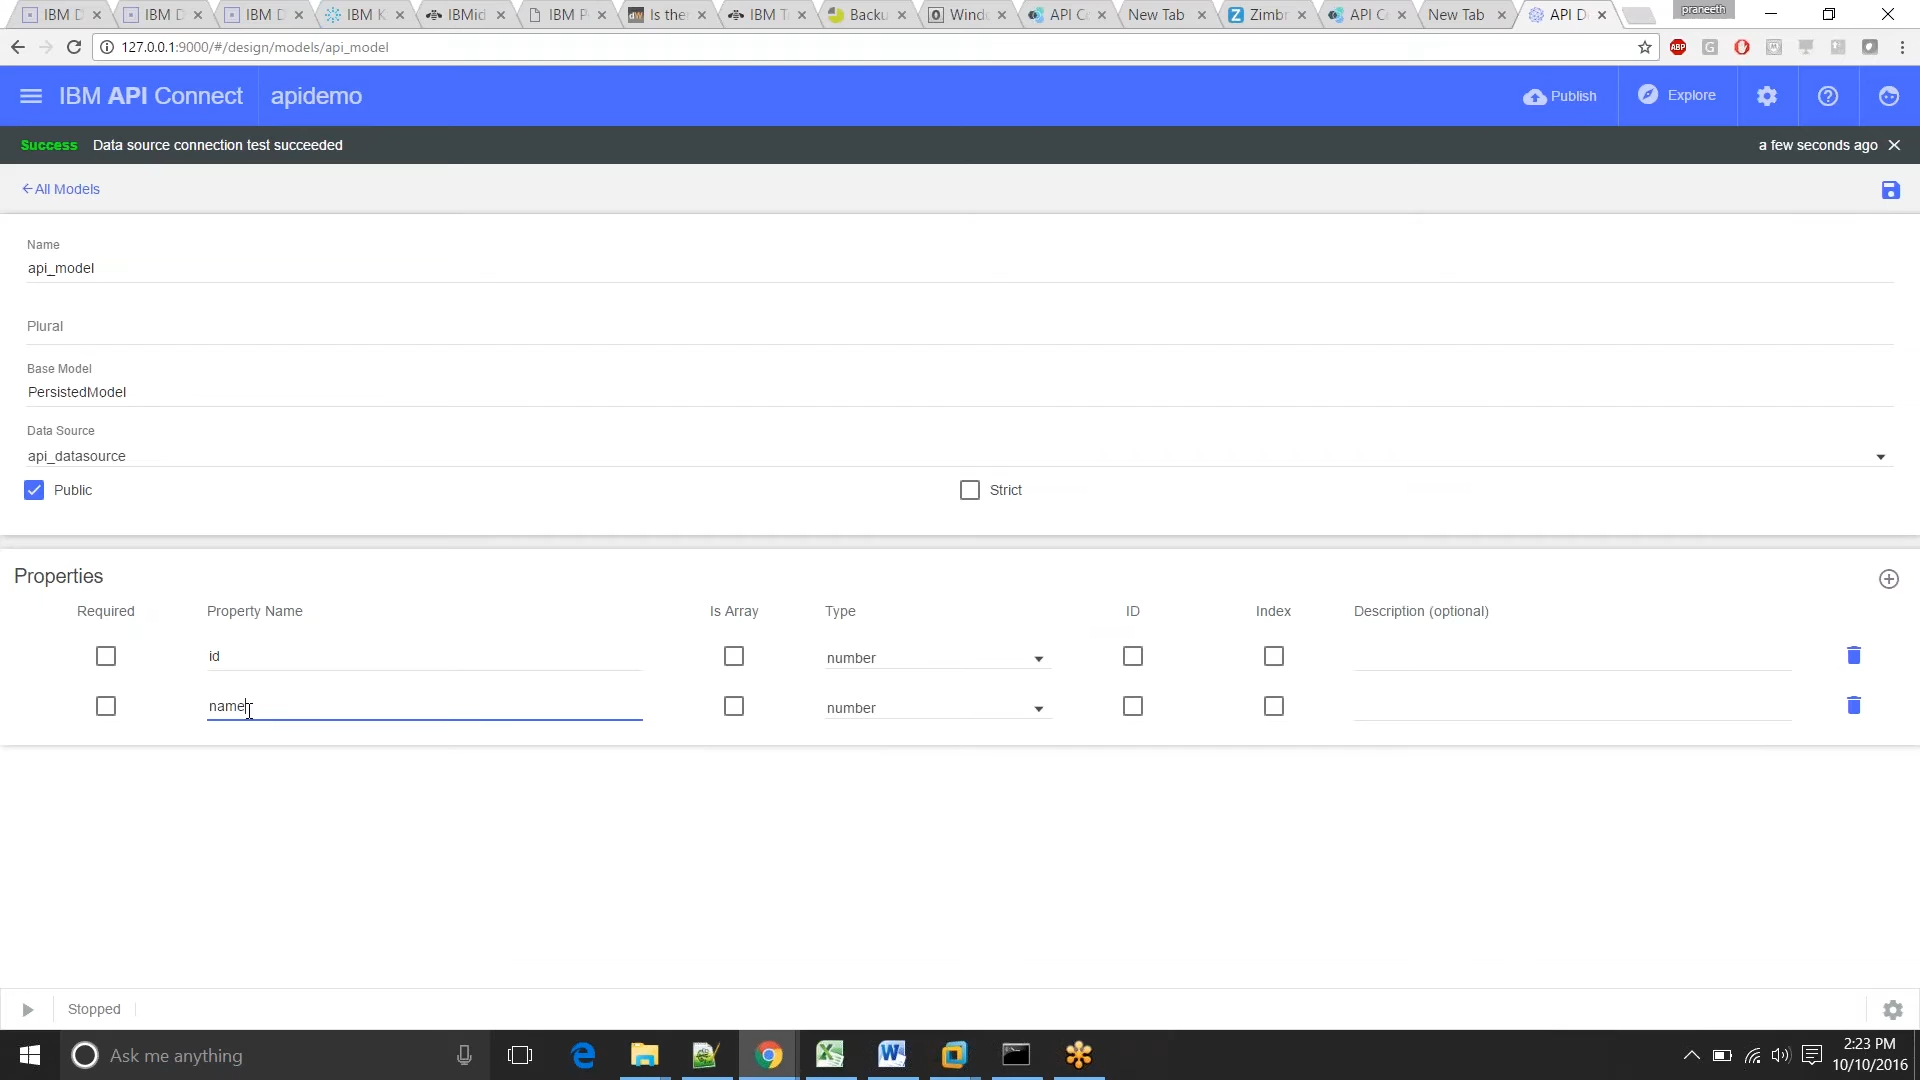 IBM D
IBM D
IBM D
IBM K
IBMid
IBM P
Is the
IBM T
Backu
Windo
API Co
New Tab
Zimbr
API Co
New Tab
API D
praneeth
127.0.0.1:9000/#/design/models/api_model
ABP
IBM API Connect
apidemo
Publish
Explore
Success Data source connection test succeeded
a few seconds ago
All Models
Name
api_model
Plural
Base Model
PersistedModel
Data Source
api_datasource
Public
Strict
Properties
Required Property Name Is Array Type ID Index Description (optional)
id number
name number
Stopped
Ask me anything
2:23 PM
10/10/2016